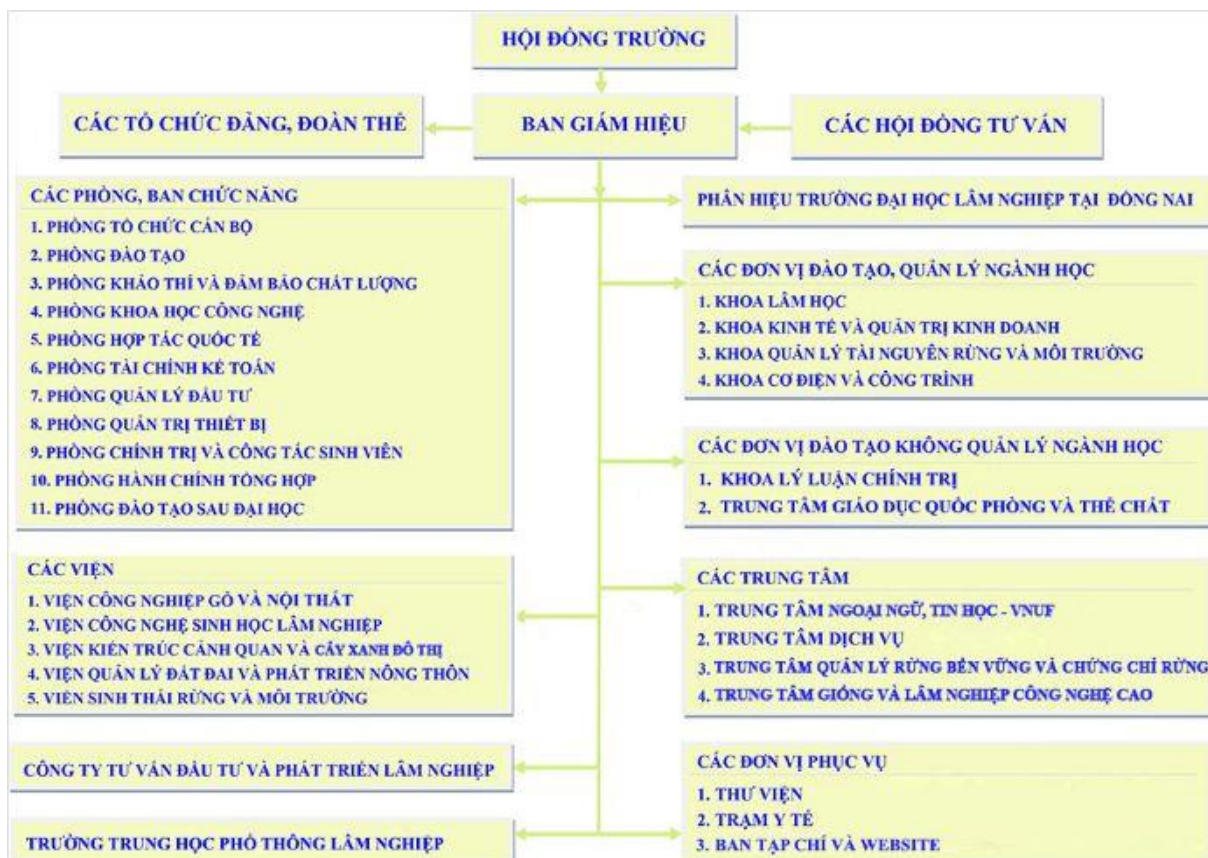 HỘI ĐỒNG TRƯỜNG
CÁC TỔ CHỨC ĐẢNG, ĐOÀN THỂ
BAN GIÁM HIỆU
CÁC HỘI ĐỒNG TƯ VẤN
CÁC PHÒNG, BAN CHỨC NĂNG
1. PHÒNG TỔ CHỨC CÁN BỘ
2. PHÒNG ĐÀO TẠO
3. PHÒNG KHẢO THÍ VÀ ĐẢM BẢO CHẤT LƯỢNG
4. PHÒNG KHOA HỌC CÔNG NGHỆ
5. PHÒNG HỢP TÁC QUỐC TẾ
6. PHÒNG TÀI CHÍNH KẾ TOÁN
7. PHÒNG QUẢN LÝ ĐẦU TƯ
8. PHÒNG QUẢN TRỊ THIẾT BỊ
9. PHÒNG CHÍNH TRỊ VÀ CÔNG TÁC SINH VIÊN
10. PHÒNG HÀNH CHÍNH TỔNG HỢP
11. PHÒNG ĐÀO TẠO SAU ĐẠI HỌC
CÁC VIỆN
1. VIỆN CÔNG NGHIỆP GỖ VÀ NỘI THẤT
2. VIỆN CÔNG NGHỆ SINH HỌC LÂM NGHIỆP
3. VIỆN KIẾN TRÚC CẢNH QUAN VÀ CÂY XANH ĐÔ THỊ
4. VIỆN QUẢN LÝ ĐẤT ĐAI VÀ PHÁT TRIỂN NÔNG THÔN
5. VIỆN SINH THÁI RỪNG VÀ MÔI TRƯỜNG
CÔNG TY TƯ VẤN ĐẦU TƯ VÀ PHÁT TRIỂN LÂM NGHIỆP
TRƯỜNG TRUNG HỌC PHỔ THÔNG LÂM NGHIỆP
PHÂN HIỆU TRƯỜNG ĐẠI HỌC LÂM NGHIỆP TẠI ĐỒNG NAI
CÁC ĐƠN VỊ ĐÀO TẠO, QUẢN LÝ NGÀNH HỌC
1. KHOA LÂM HỌC
2. KHOA KINH TẾ VÀ QUẢN TRỊ KINH DOANH
3. KHOA QUẢN LÝ TÀI NGUYÊN RỪNG VÀ MÔI TRƯỜNG
4. KHOA CƠ ĐIỆN VÀ CÔNG TRÌNH
CÁC ĐƠN VỊ ĐÀO TẠO KHÔNG QUẢN LÝ NGÀNH HỌC
1. KHOA LÝ LUẬN CHÍNH TRỊ
2. TRUNG TÂM GIÁO DỤC QUỐC PHÒNG VÀ THỂ CHẤT
CÁC TRUNG TÂM
1. TRUNG TÂM NGOẠI NGỮ, TIN HỌC - VNUF
2. TRUNG TÂM DỊCH VỤ
3. TRUNG TÂM QUẢN LÝ RỪNG BỀN VỮNG VÀ CHỨNG CHỈ RỪNG
4. TRUNG TÂM GIỐNG VÀ LÂM NGHIỆP CÔNG NGHỆ CAO
CÁC ĐƠN VỊ PHỤC VỤ
1. THƯ VIỆN
2. TRẠM Y TẾ
3. BAN TẠP CHÍ VÀ WEBSITE